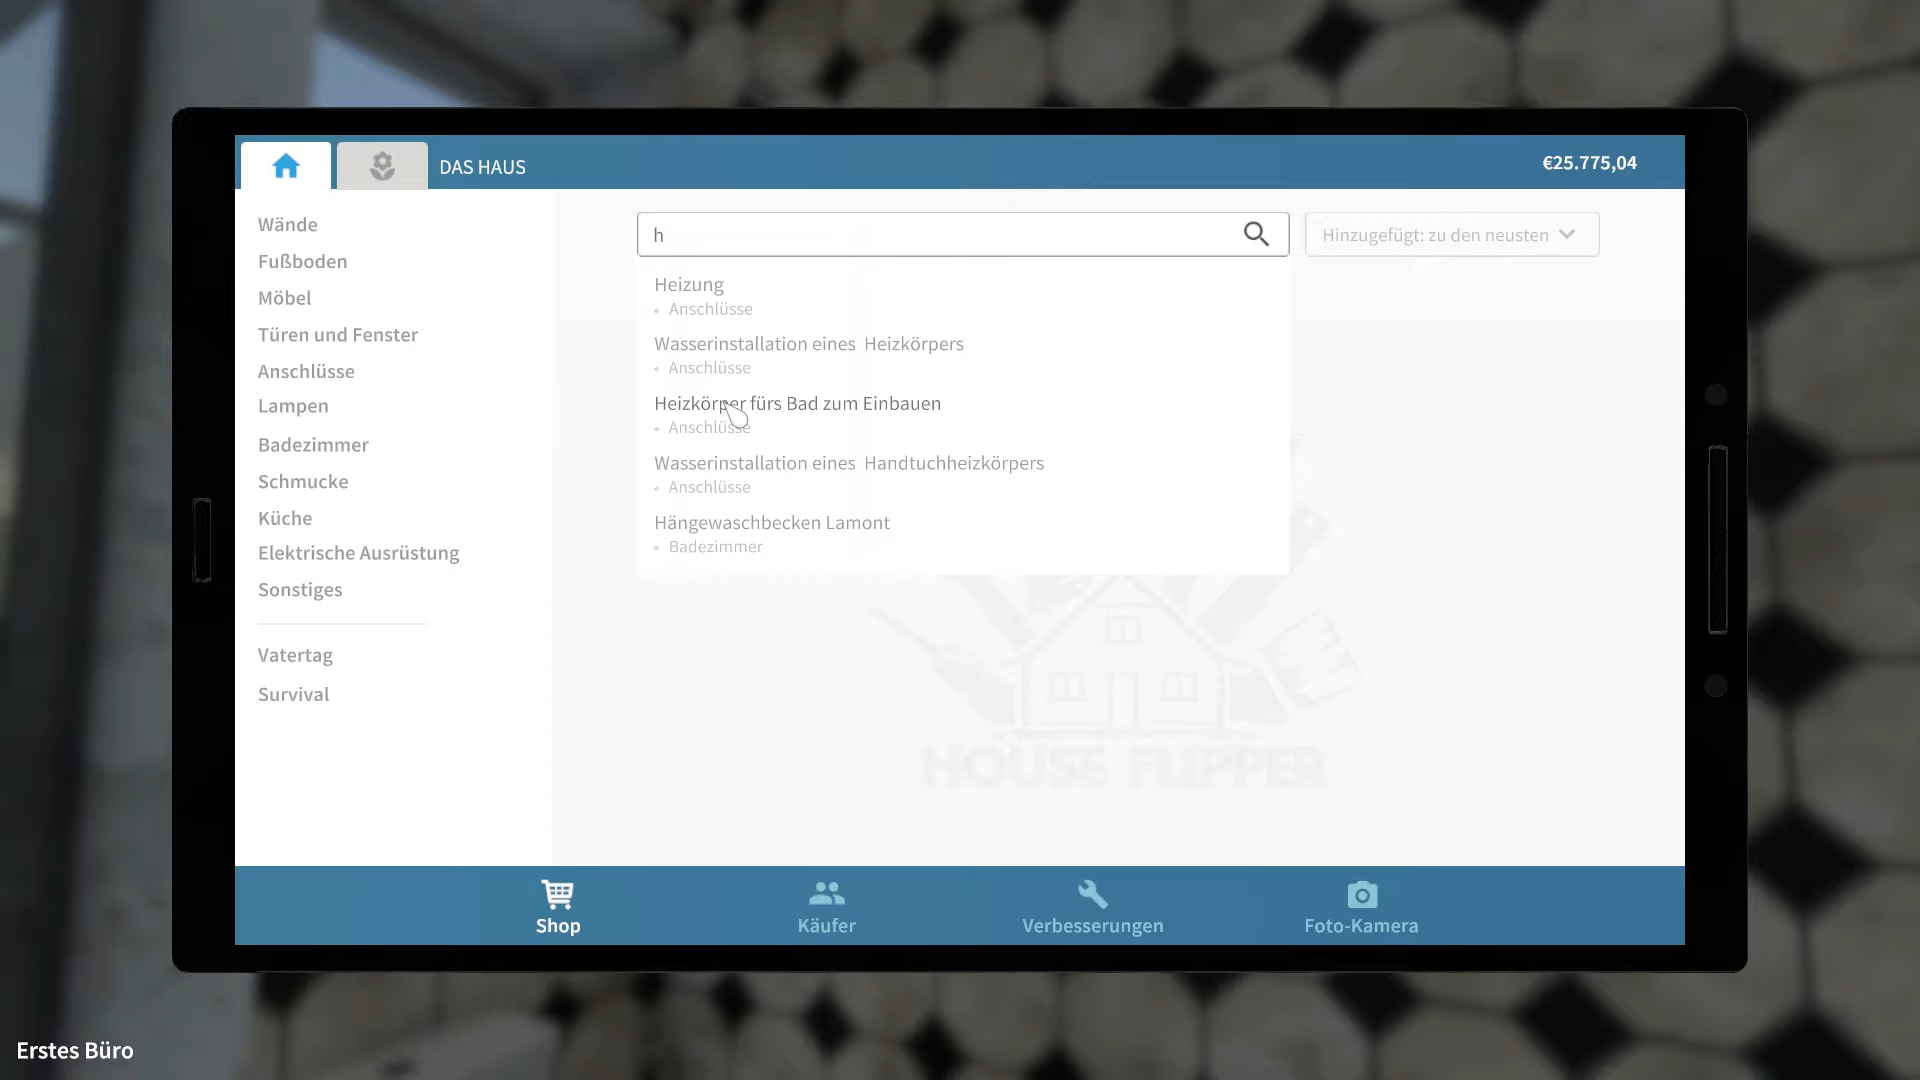 DAS HAUS
€25.775,04
Wände
Fußboden
Möbel
Türen und Fenster
Anschlüsse
Lampen
Badezimmer
Schmucke
Küche
Elektrische Ausrüstung
Sonstiges
Vatertag
Survival
h
Hinzugefügt: zu den neusten
Heizung
• Anschlüsse
Wasserinstallation eines Heizkörpers
• Anschlüsse
Heizkörper fürs Bad zum Einbauen
• Anschlüsse
Wasserinstallation eines Handtuchheizkörpers
• Anschlüsse
Hängewaschbecken Lamont
• Badezimmer
HOUSE FLIPPER
Shop
Käufer
Verbesserungen
Foto-Kamera
Erstes Büro